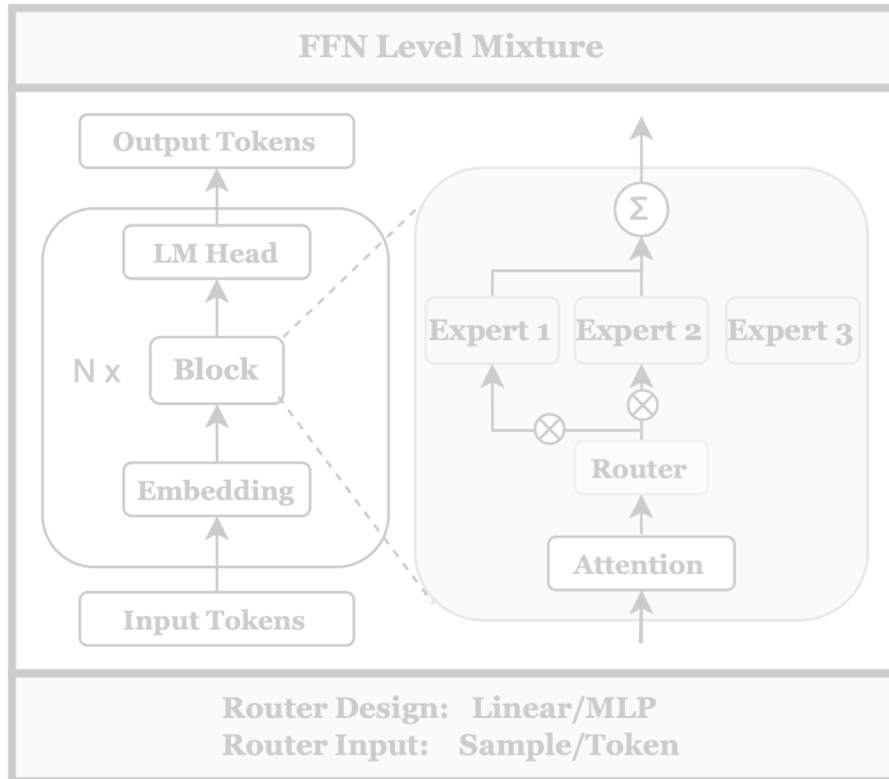 FFN Level Mixture
Output Tokens
LM Head
N x
Block
Embedding
Input Tokens
Σ
Expert 1
Expert 2
Expert 3
Router
Attention
Router Design: Linear/MLP
Router Input: Sample/Token